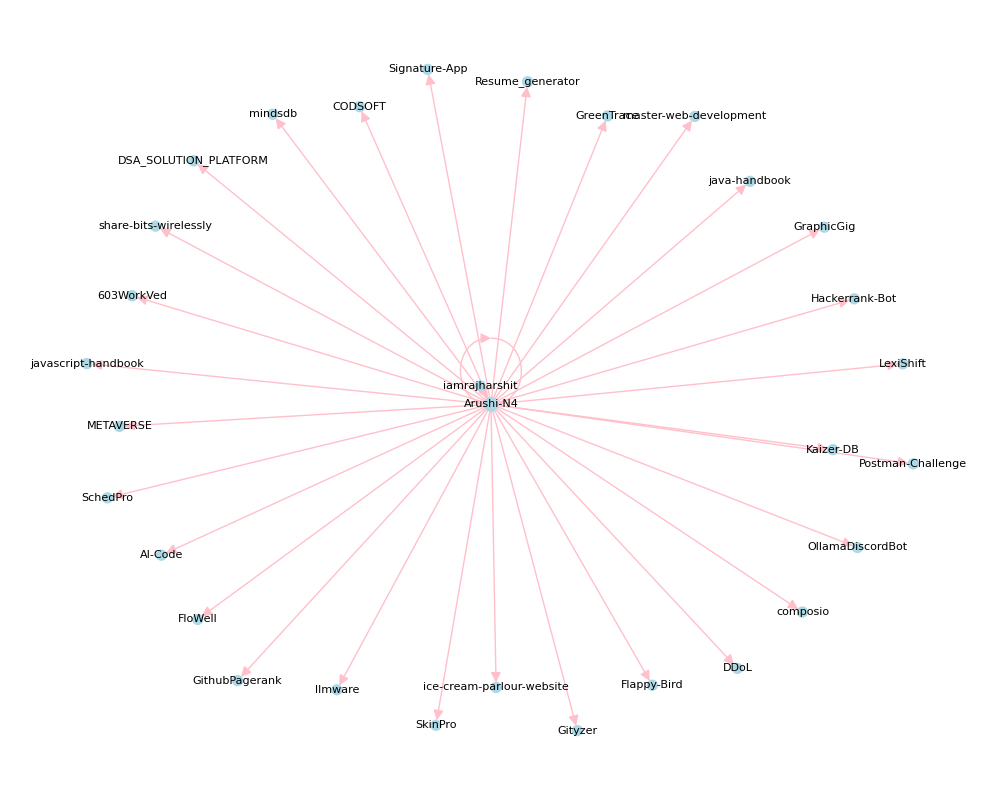 Signature-App
Resume_generator
CODSOFT
mindsdb
GreenTrace
master-web-development
DSA_SOLUTION_PLATFORM
java-handbook
share-bits-wirelessly
GraphicGig
603WorkVed
Hackerrank-Bot
javascript-handbook
LexiShift
iamrajharshit
Arushi-N4
METAVERSE
Kaizer-DB
Postman-Challenge
SchedPro
OllamaDiscordBot
AI-Code
composio
FloWell
DDoL
GithubPagerank
llmware
ice-cream-parlour-website
Flappy-Bird
SkinPro
Gityzer